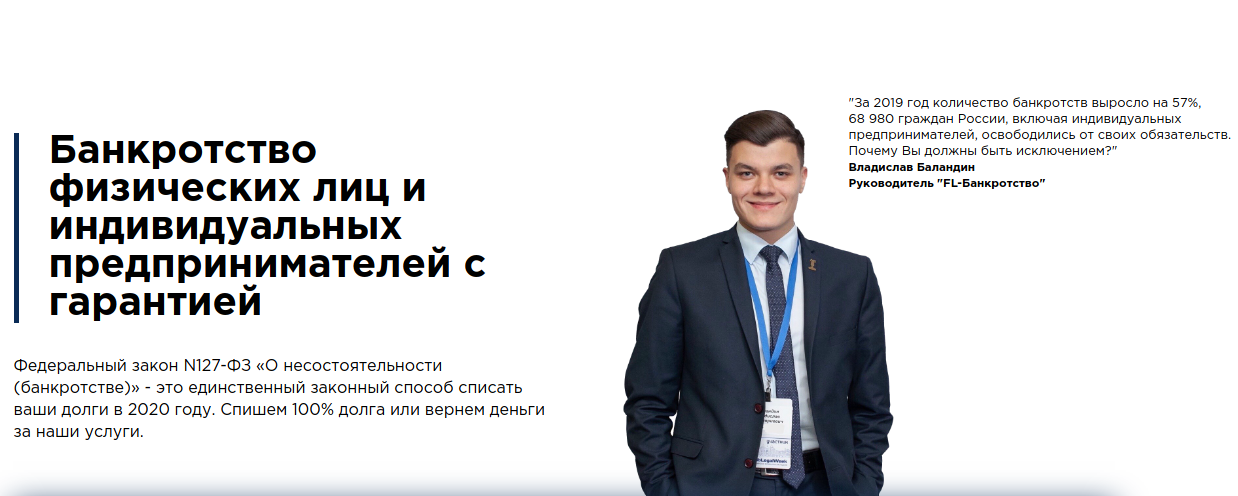 Банкротство
физических лиц и
индивидуальных
предпринимателей с
гарантией
Федеральный закон N127-ФЗ «О несостоятельности
(банкротстве)» - это единственный законный способ списать
ваши долги в 2020 году. Спишем 100% долга или вернем деньги
за наши услуги.
"За 2019 год количество банкротств выросло на 57%,
68 980 граждан России, включая индивидуальных
предпринимателей, освободились от своих обязательств.
Почему Вы должны быть исключением?"
Владислав Баландин
Руководитель "FL-Банкротство"